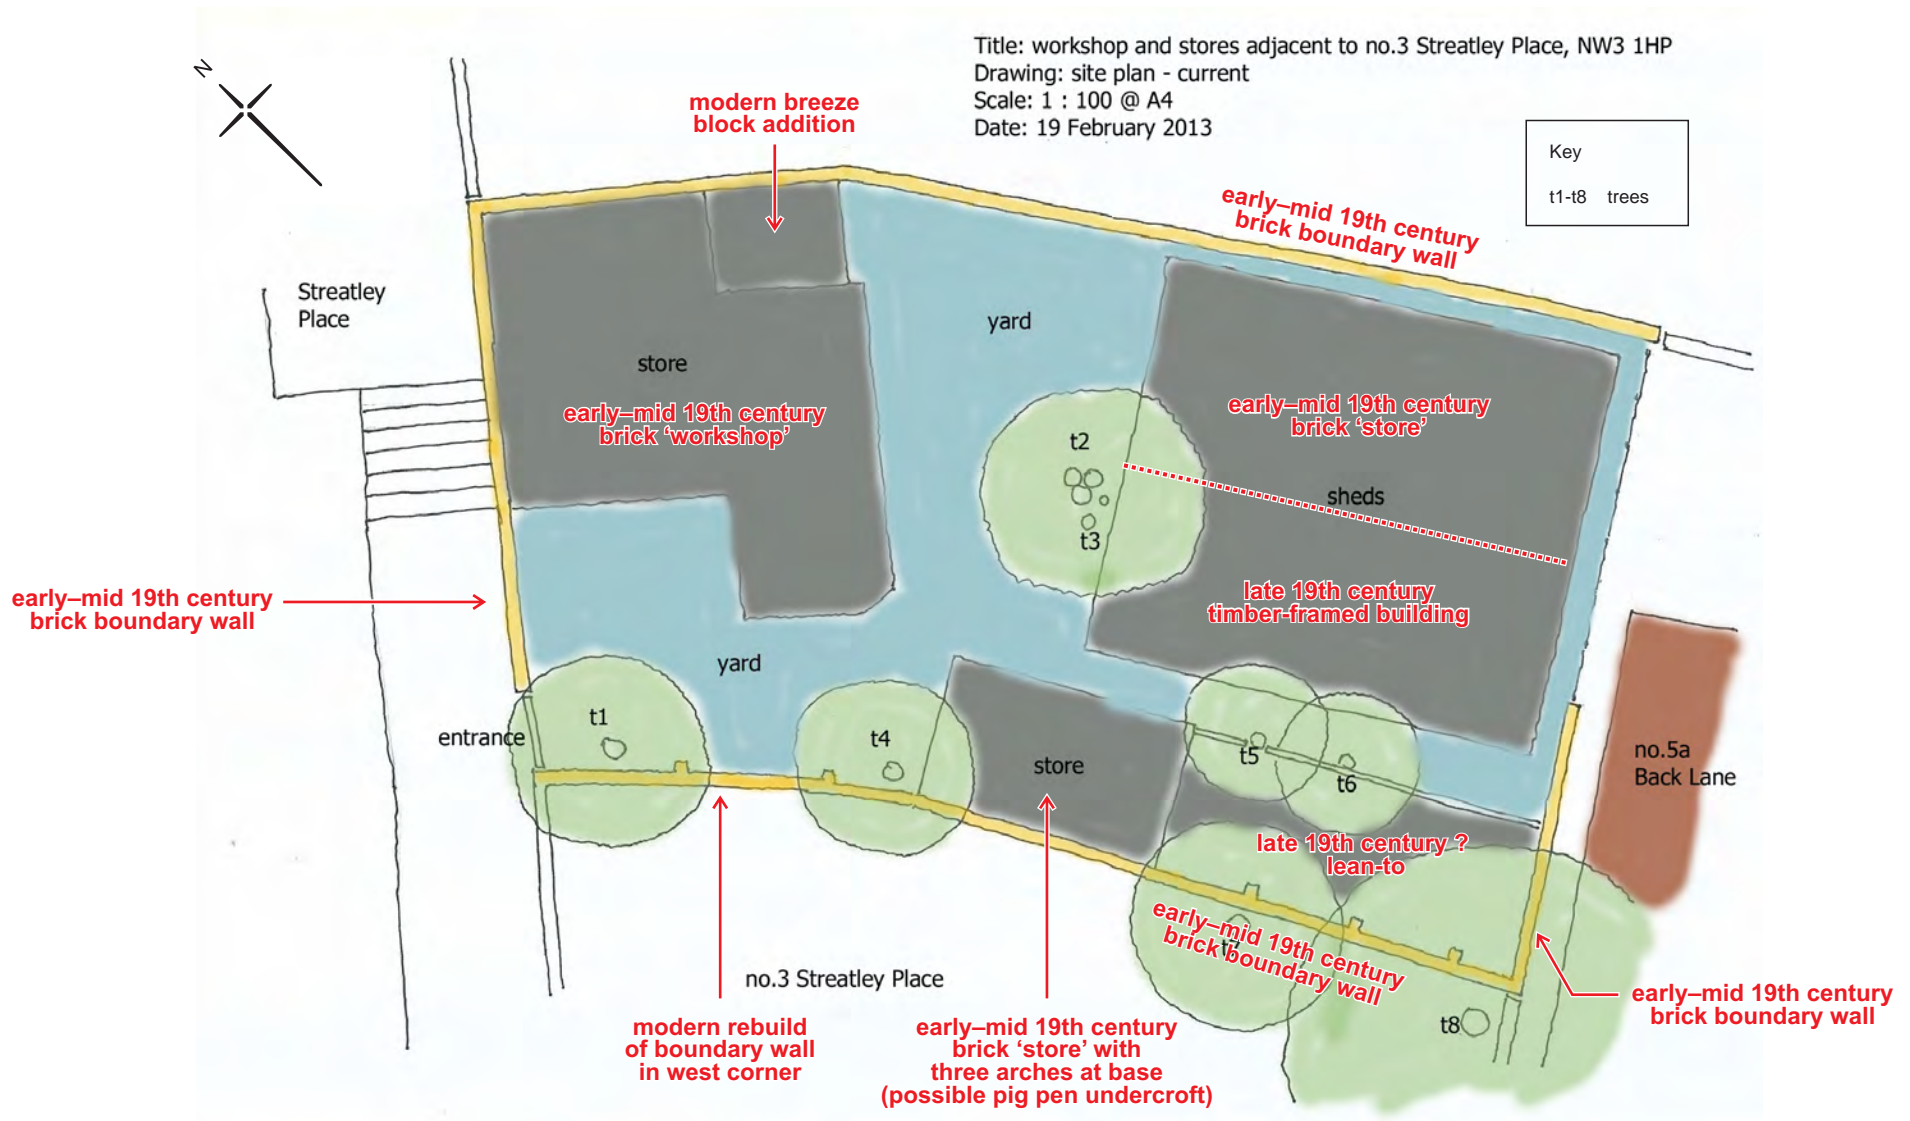 N
Title: workshop and stores adjacent to no.3 Streatley Place, NW3 1HP
Drawing: site plan - current
Scale: 1 : 100 @ A4
Date: 19 February 2013
Key
t1-t8 trees
modern breeze
block addition
early–mid 19th century
brick boundary wall
Streatley
Place
yard
store
early–mid 19th century
brick ‘workshop’
early–mid 19th century
brick ‘store’
t2
sheds
t3
late 19th century
timber-framed building
early–mid 19th century
brick boundary wall
yard
t1
entrance
t4
store
t5
t6
no.5a
Back Lane
late 19th century ?
lean-to
early–mid 19th century
brick boundary wall
t7
no.3 Streatley Place
t8
early–mid 19th century
brick boundary wall
modern rebuild
of boundary wall
in west corner
early–mid 19th century
brick ‘store’ with
three arches at base
(possible pig pen undercroft)